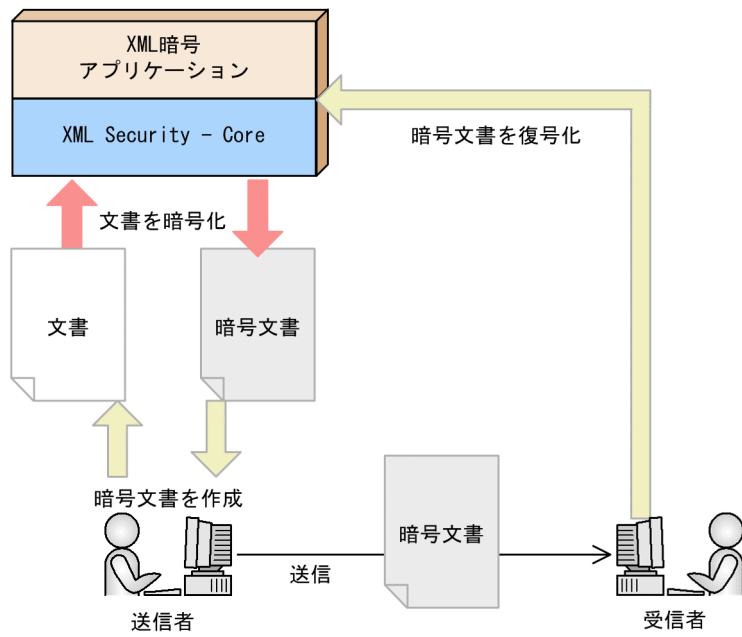 XML暗号
アプリケーション
XML Security - Core
暗号文書を復号化
文書を暗号化
文書
暗号文書
暗号文書を作成
暗号文書
送信
送信者
受信者